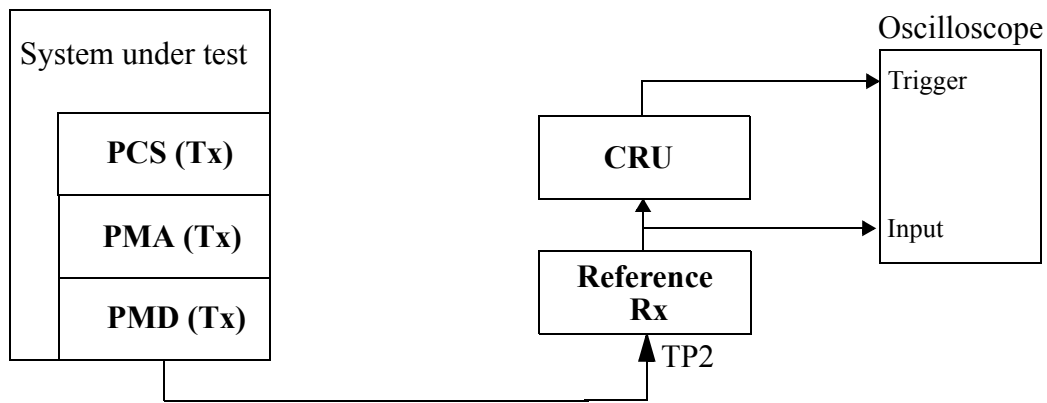 System under test
PCS (Tx)
PMA (Tx)
PMD (Tx)
CRU
Reference
Rx
TP2
Oscilloscope
Trigger
Input